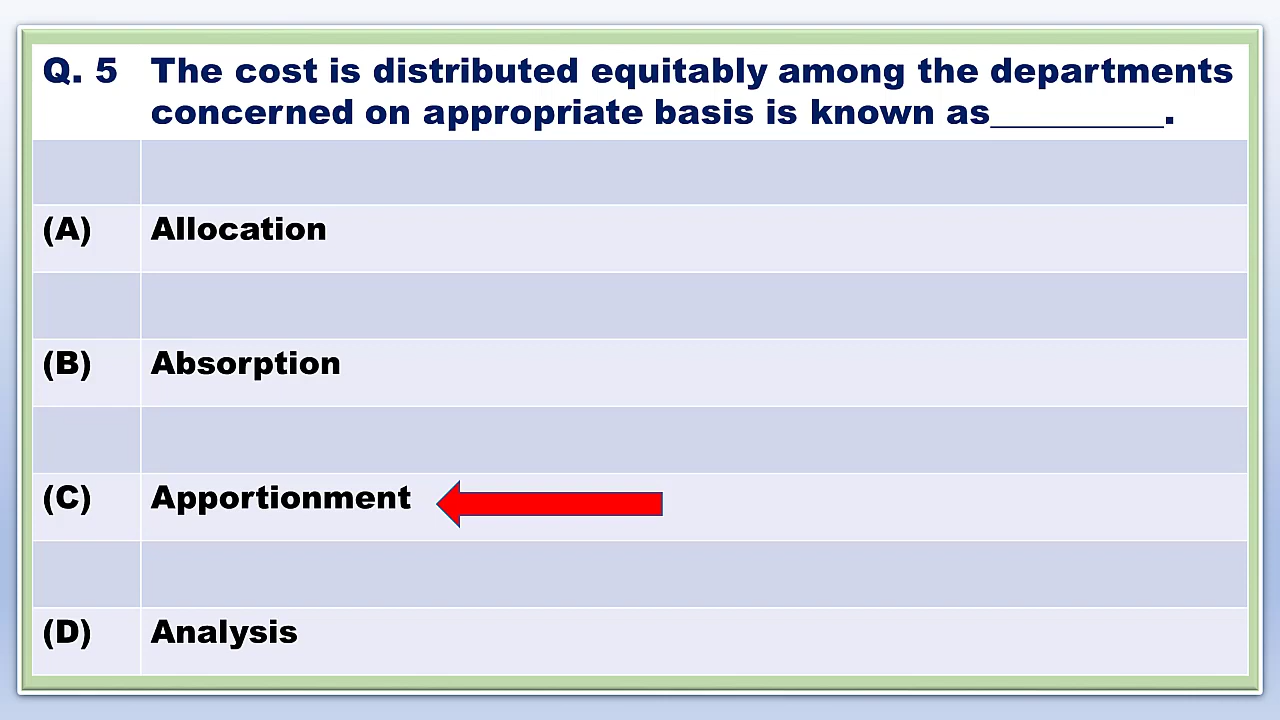 Q. 5 The cost is distributed equitably among the departments
concerned on appropriate basis is known as__________.
(A) Allocation
(B) Absorption
(C) Apportionment
(D) Analysis